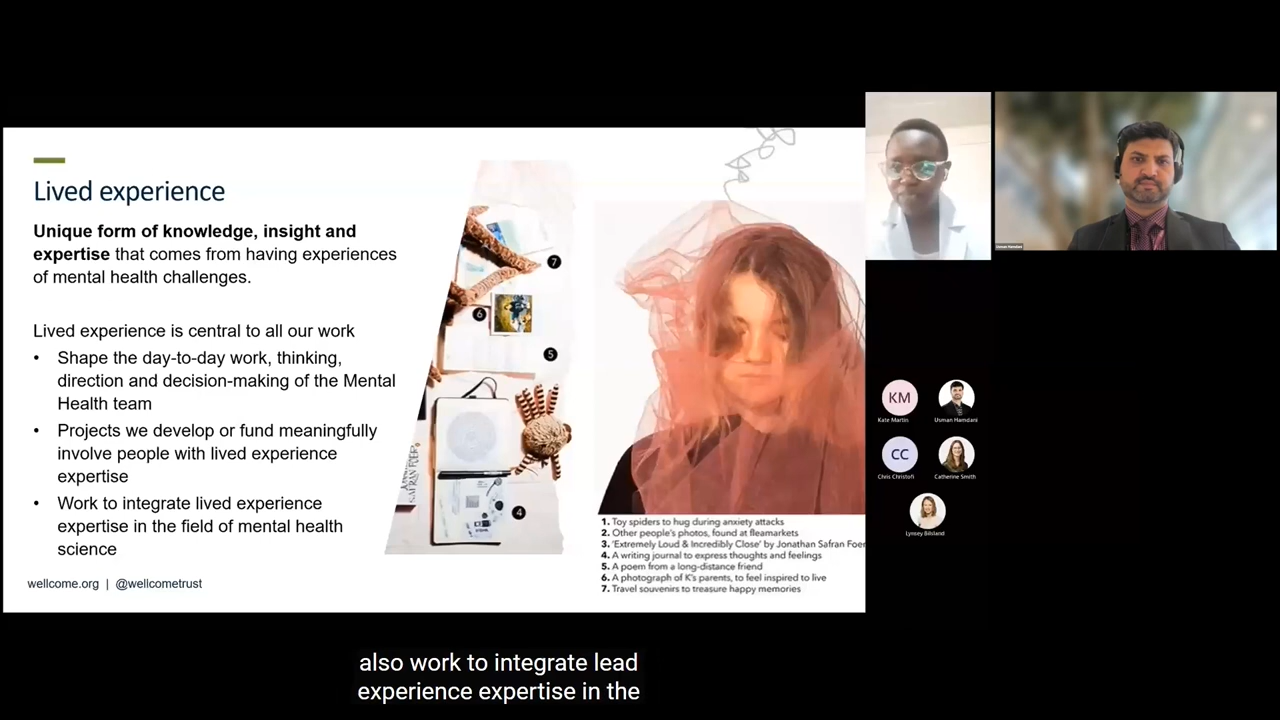 Lived experience
Unique form of knowledge, insight and
expertise that comes from having experiences
of mental health challenges.
Lived experience is central to all our work
• Shape the day-to-day work, thinking,
direction and decision-making of the Mental
Health team
• Projects we develop or fund meaningfully
involve people with lived experience
expertise
• Work to integrate lived experience
expertise in the field of mental health
science
wellcome.org | @wellcometrust
7
6
5
4
1. Toy spiders to hug during anxiety attacks
2. Other people's photos, found at fleamarkets
3. 'Extremely Loud & Incredibly Close' by Jonathan Safran Foer
4. A writing journal to express thoughts and feelings
5. A poem from a long-distance friend
6. A photograph of K's parents, to feel inspired to live
7. Travel souvenirs to treasure happy memories
Usman Hamdani
KM
Kate Martin
Usman Hamdani
CC
Chris Christofi
Catherine Smith
also work to integrate lead
experience expertise in the